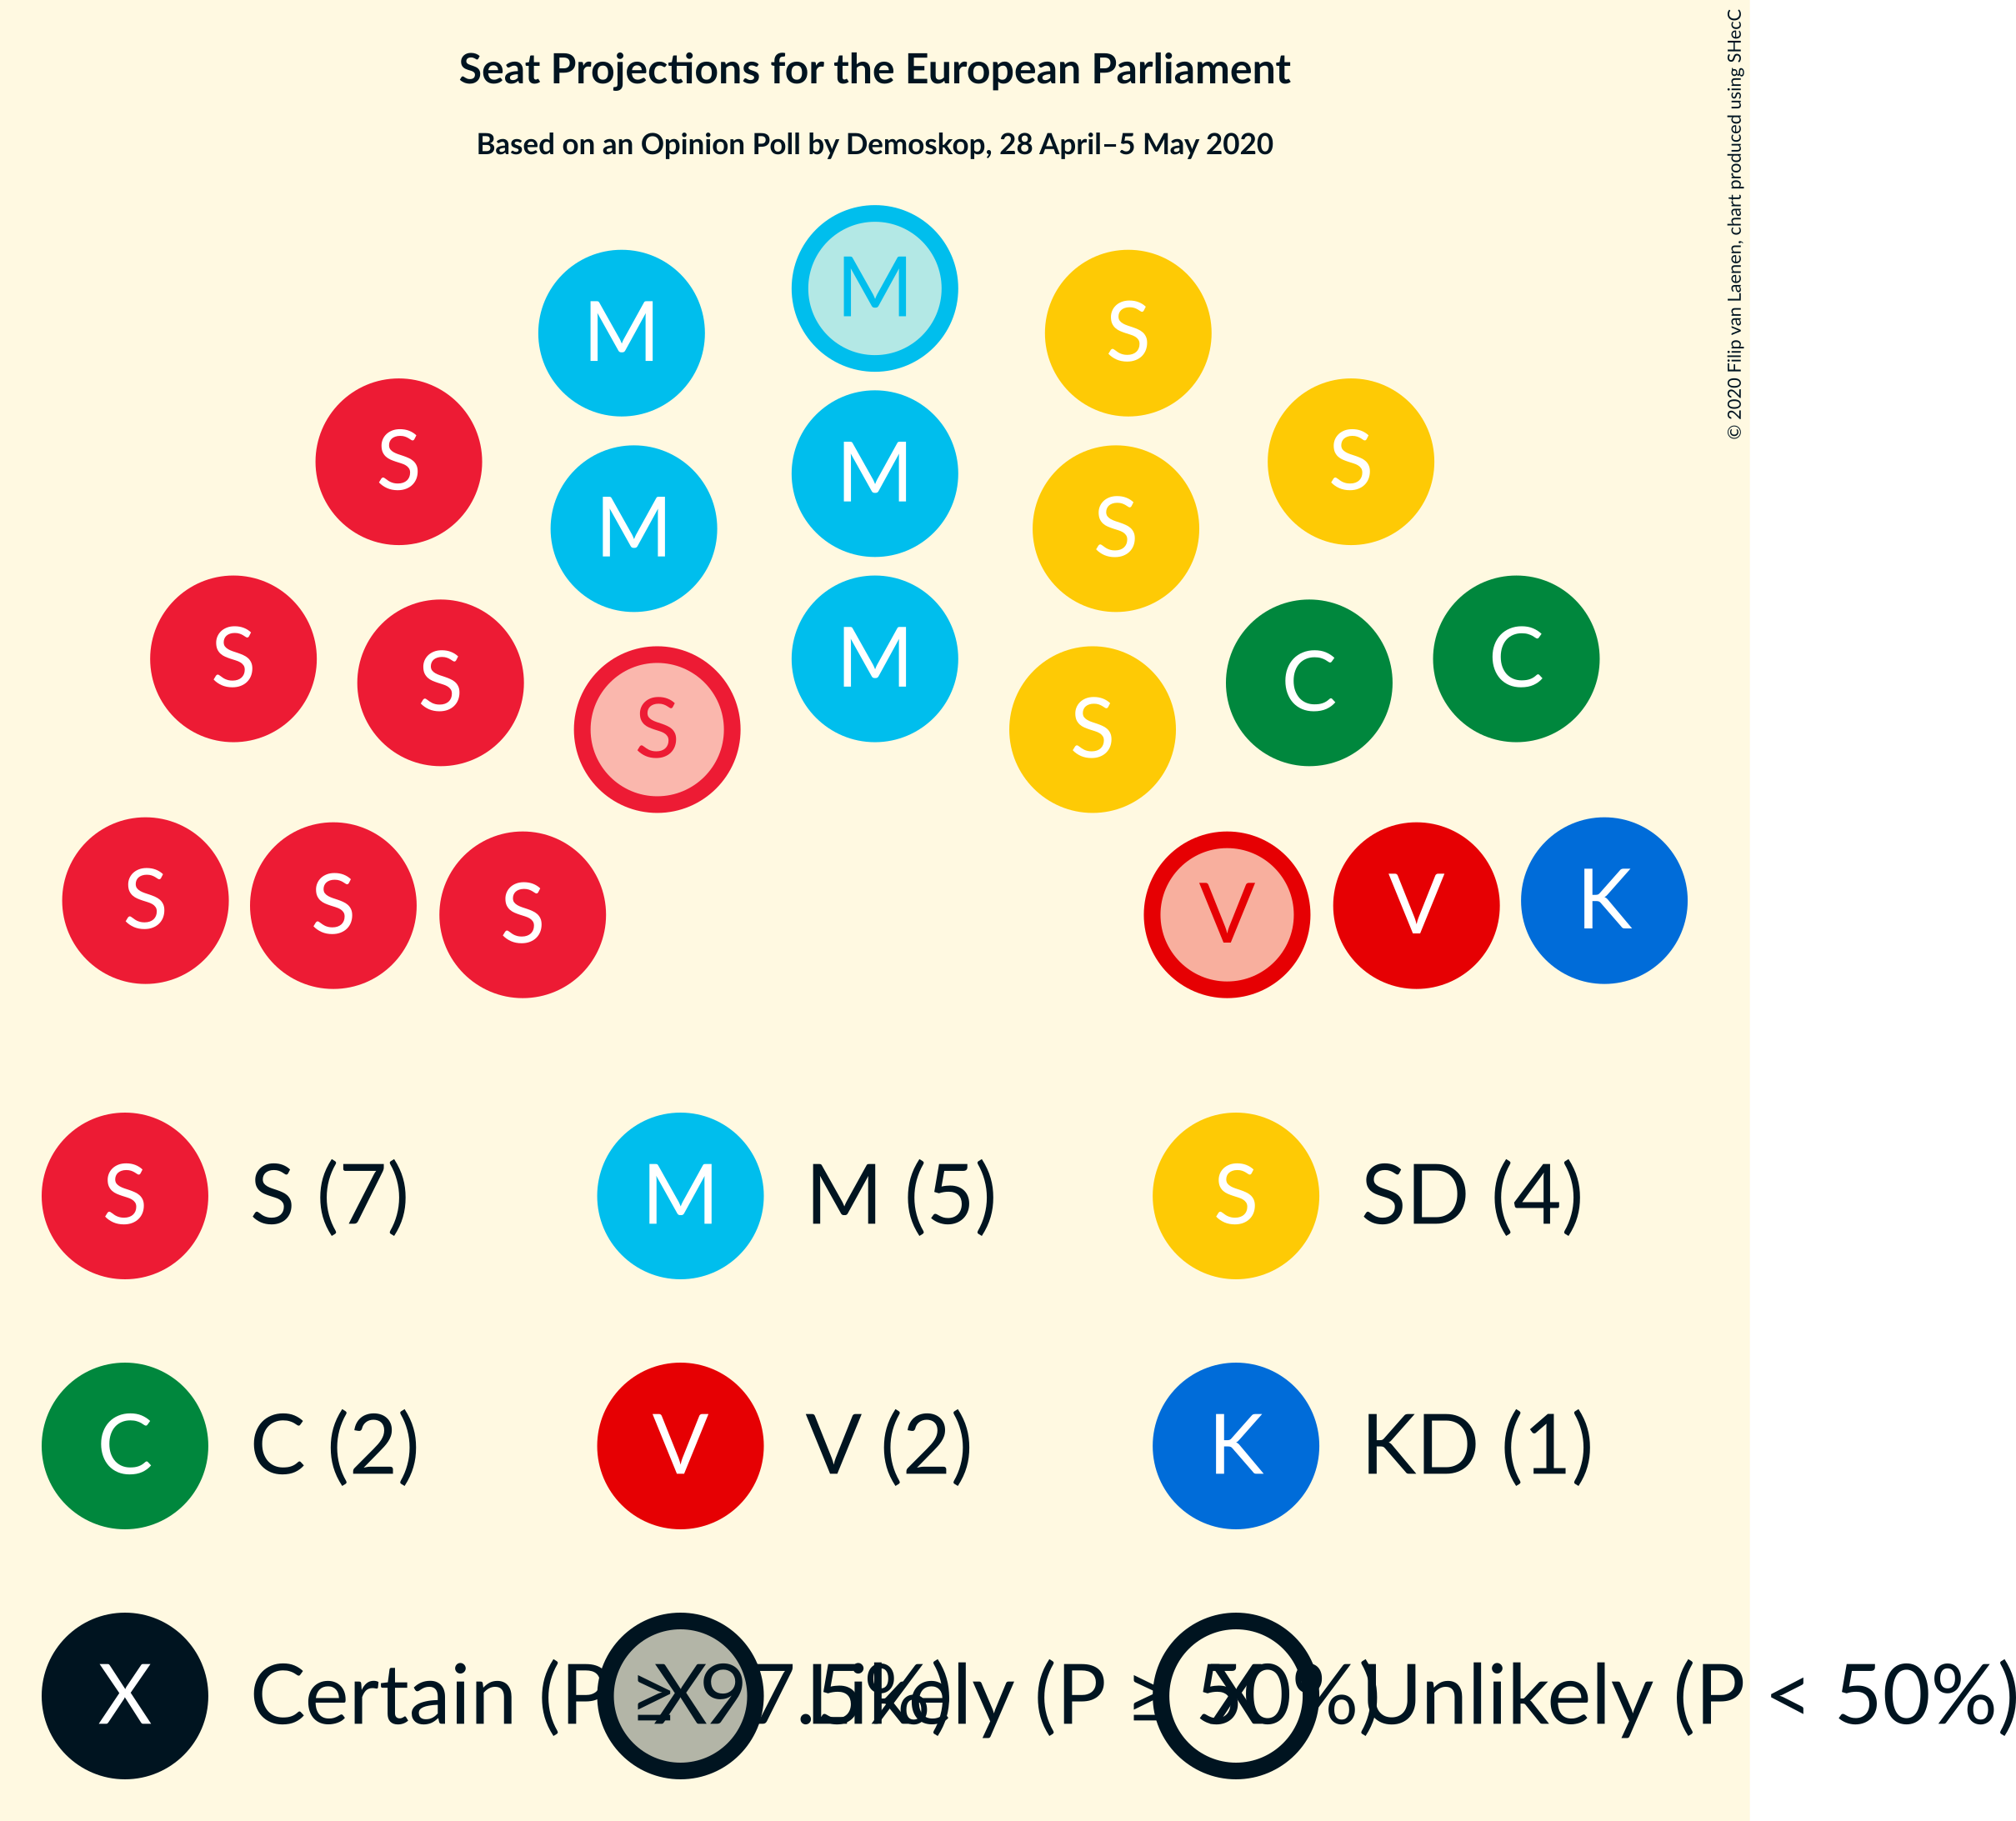 Seat Projections for the European Parliament
Based on an Opinion Poll by Demoskop, 28 April–5 May 2020
© 2020 Filip van Laenen, chart produced using SHecC
M
M S
S M M S
M S
S S S M S C C
S S S V V K
S S (7) M M (5) S SD (4)
C C (2) V V (2) K KD (1)
X Certain (P ≥ 97.5%) X Likely (P ≥ 50%) X Unlikely (P < 50%)